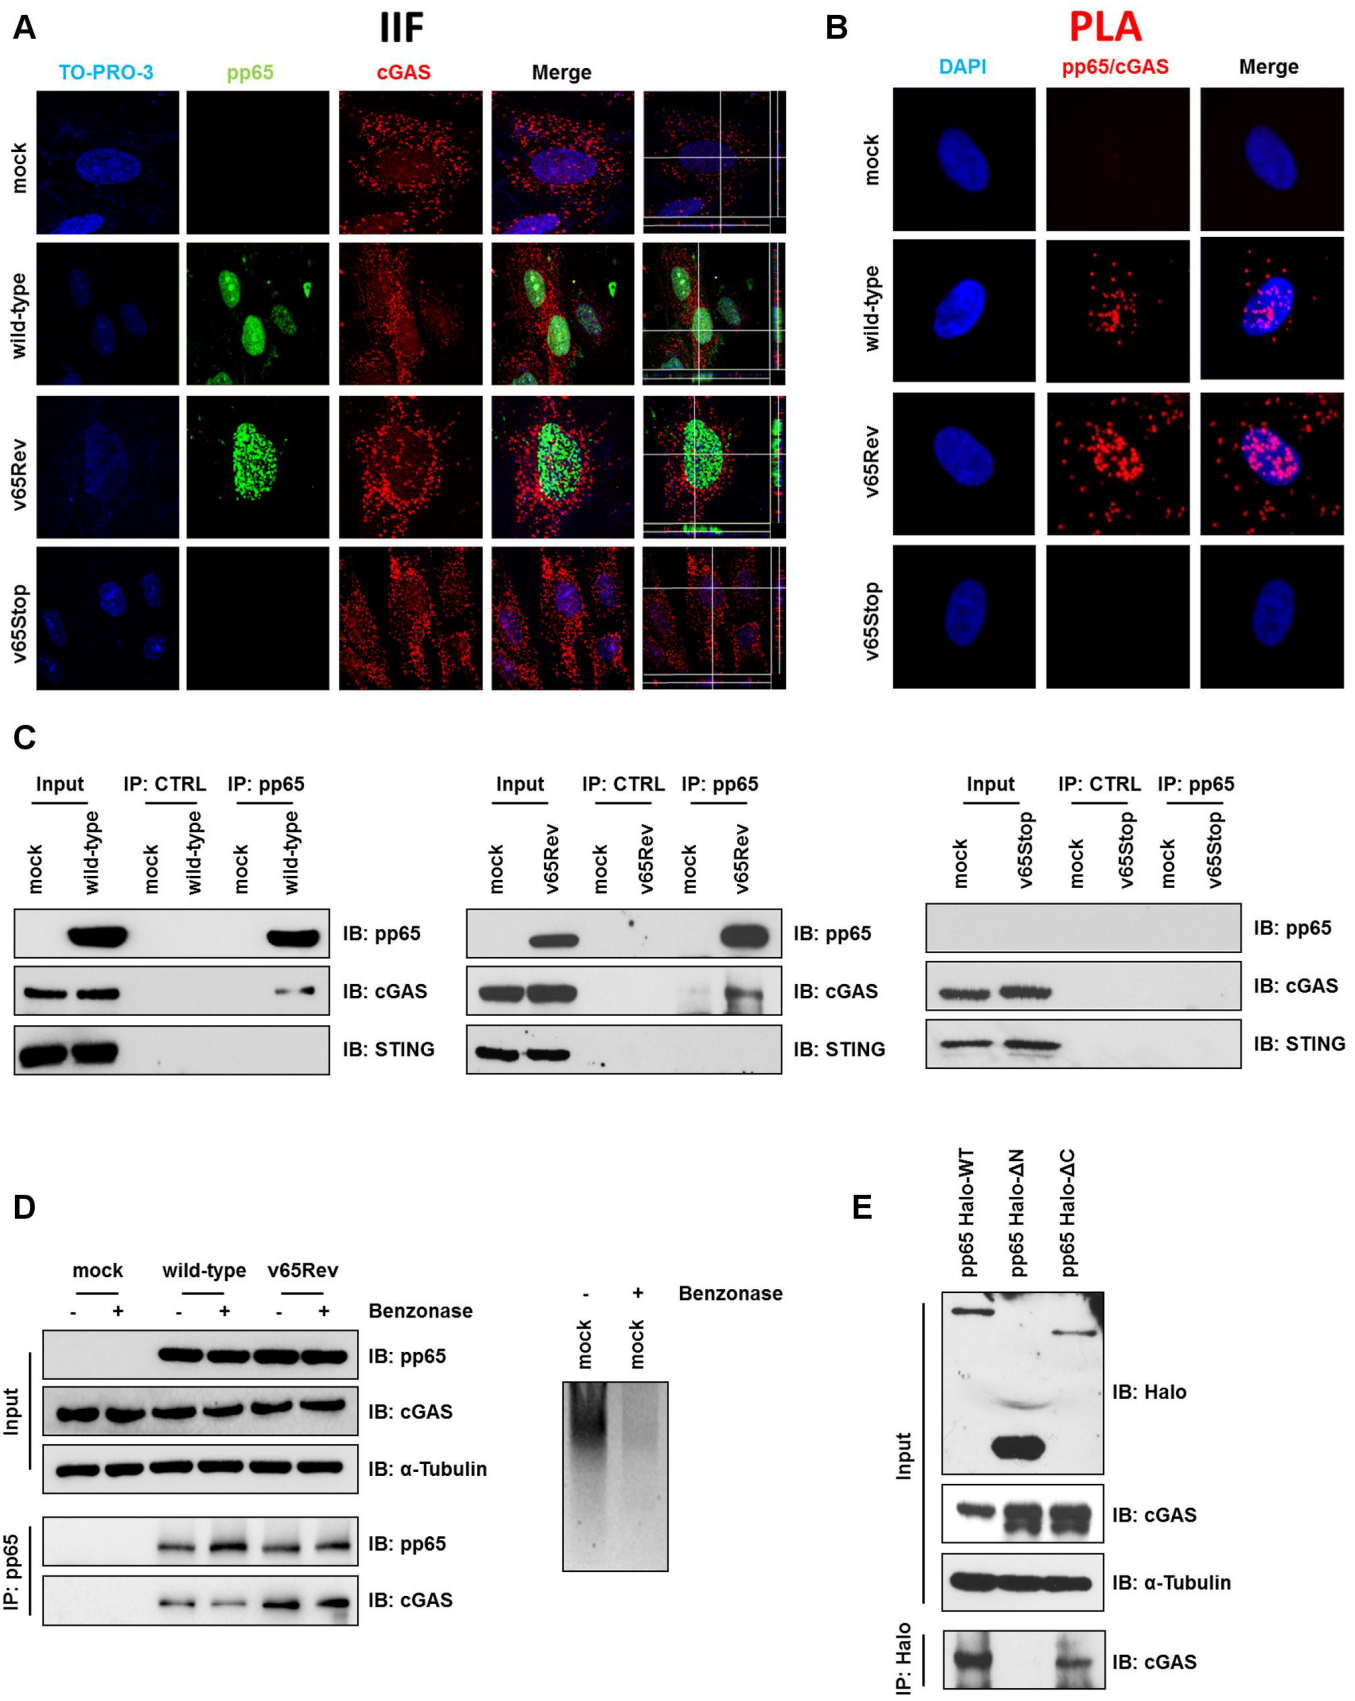 A
IIF
TO-PRO-3 pp65 cGAS Merge
mock
wild-type
v65Rev
v65Stop
B
PLA
DAPI pp65/cGAS Merge
mock
wild-type
v65Rev
v65Stop
C
Input IP: CTRL IP: pp65
mock wild-type mock wild-type mock wild-type
IB: pp65
IB: cGAS
IB: STING
Input IP: CTRL IP: pp65
mock v65Rev mock v65Rev mock v65Rev
IB: pp65
IB: cGAS
IB: STING
Input IP: CTRL IP: pp65
mock v65Stop mock v65Stop mock v65Stop
IB: pp65
IB: cGAS
IB: STING
D
mock wild-type v65Rev
- + - + - + Benzonase
Input
IB: pp65
IB: cGAS
IB: α-Tubulin
IP: pp65
IB: pp65
IB: cGAS
- + Benzonase
mock mock
E
pp65 Halo-WT pp65 Halo-ΔN pp65 Halo-ΔC
Input
IB: Halo
IB: cGAS
IB: α-Tubulin
IP: Halo
IB: cGAS